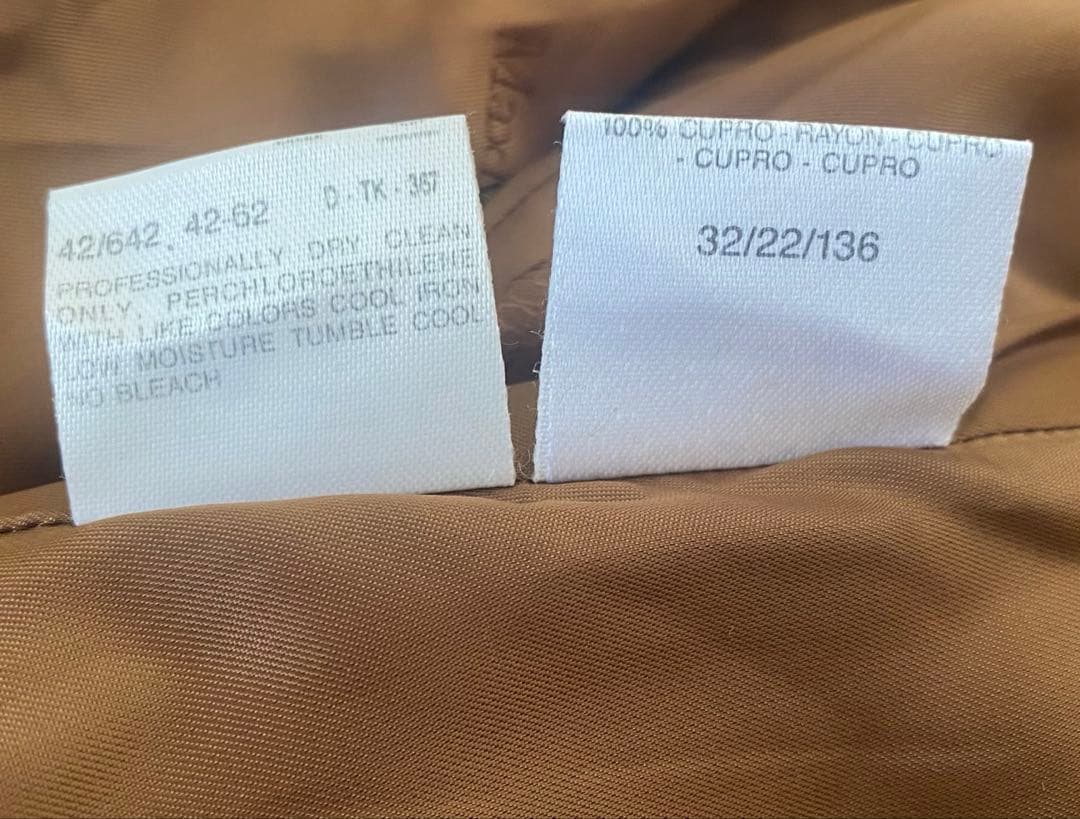 D - TK - 367
42/642, 42-62
PROFESSIONALLY DRY CLEAN
ONLY PERCHLOROETHILENE
WITH LIKE COLORS COOL IRON
LOW MOISTURE TUMBLE COOL
NO BLEACH
100% CUPRO - RAYON - CUPRO
- CUPRO - CUPRO
32/22/136